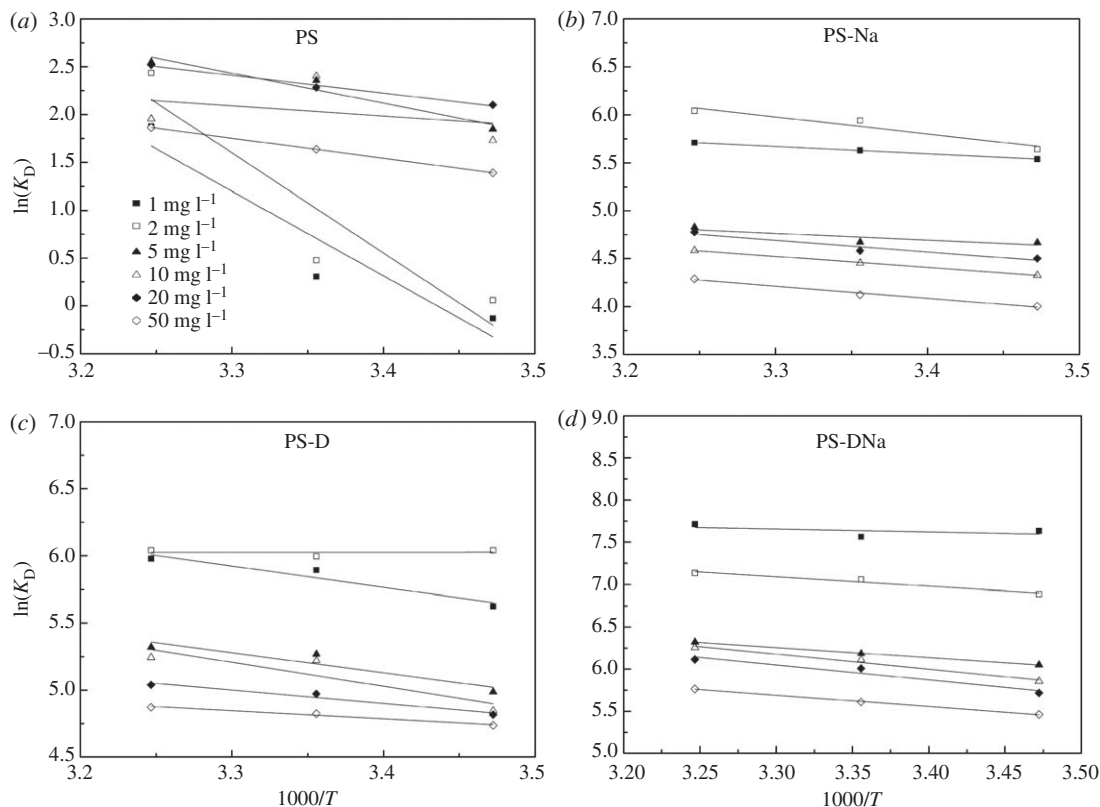 (a)
PS
3.0
2.5
2.0
1.5
1.0
0.5
0
−0.5
ln(K_D)
1 mg l⁻¹
2 mg l⁻¹
5 mg l⁻¹
10 mg l⁻¹
20 mg l⁻¹
50 mg l⁻¹
3.2 3.3 3.4 3.5
(b)
PS-Na
7.0
6.5
6.0
5.5
5.0
4.5
4.0
3.5
3.2 3.3 3.4 3.5
(c)
PS-D
7.0
6.5
6.0
5.5
5.0
4.5
ln(K_D)
3.2 3.3 3.4 3.5
1000/T
(d)
PS-DNa
9.0
8.5
8.0
7.5
7.0
6.5
6.0
5.5
5.0
3.20 3.25 3.30 3.35 3.40 3.45 3.50
1000/T